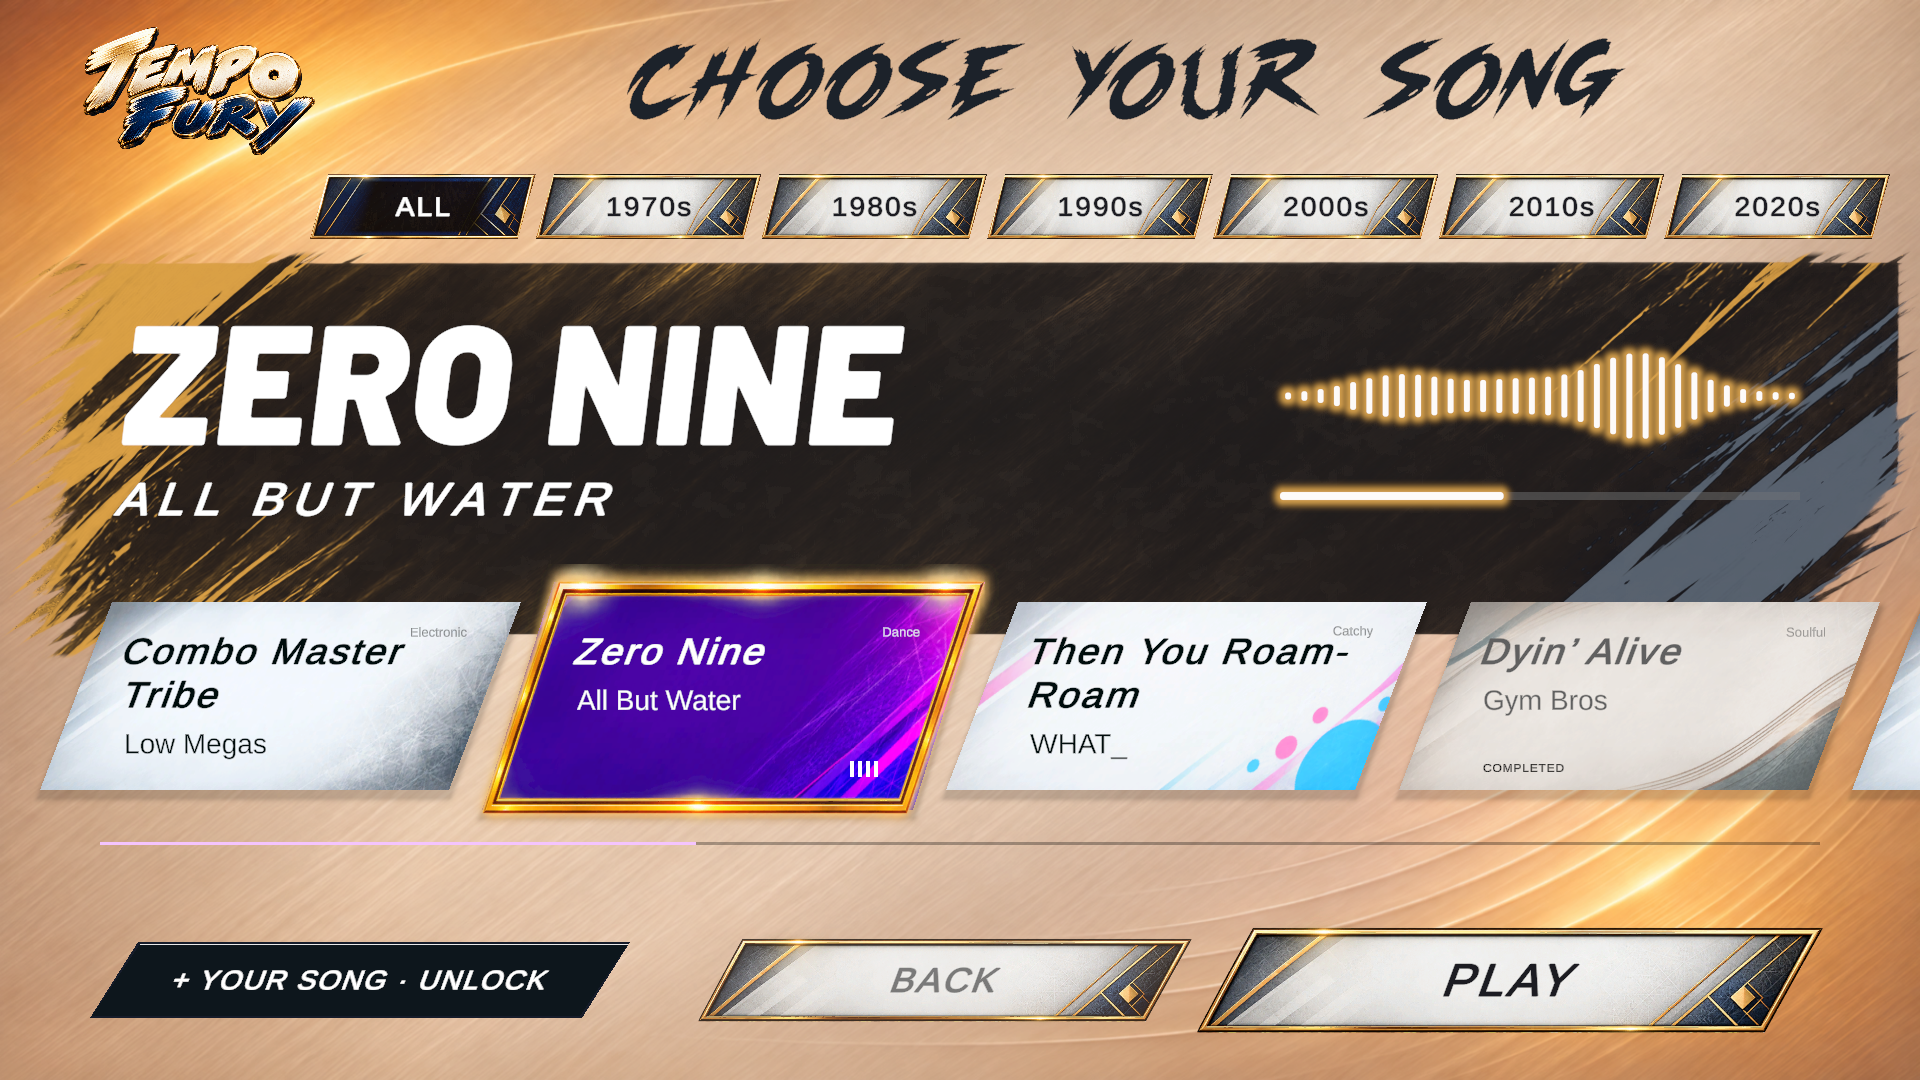 TEMPO
FURY
CHOOSE YOUR SONG
ALL
1970s
1980s
1990s
2000s
2010s
2020s
ZERO NINE
ALL BUT WATER
Electronic
Combo Master
Tribe
Low Megas
Dance
Zero Nine
All But Water
Catchy
Then You Roam-
Roam
WHAT_
Soulful
Dyin’ Alive
Gym Bros
COMPLETED
+ YOUR SONG · UNLOCK
BACK
PLAY